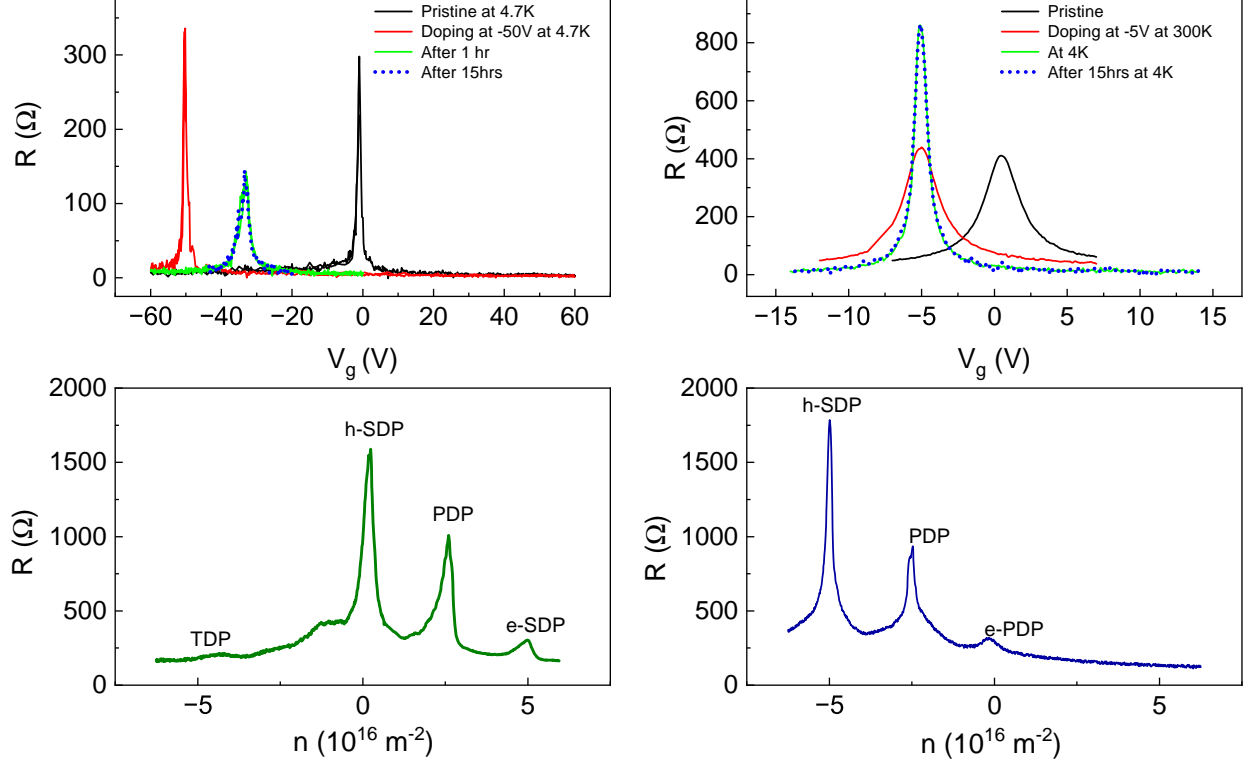 Pristine at 4.7K
Doping at -50V at 4.7K
After 1 hr
After 15hrs
R (Ω)
300
200
100
0
−60 −40 −20 0 20 40 60
V_g (V)
Pristine
Doping at -5V at 300K
At 4K
After 15hrs at 4K
R (Ω)
800
600
400
200
0
−15 −10 −5 0 5 10 15
V_g (V)
2000
1500
1000
500
0
R (Ω)
h-SDP
PDP
e-SDP
TDP
−5 0 5
n (10^16 m^-2)
2000
1500
1000
500
0
R (Ω)
h-SDP
PDP
e-PDP
−5 0 5
n (10^16 m^-2)